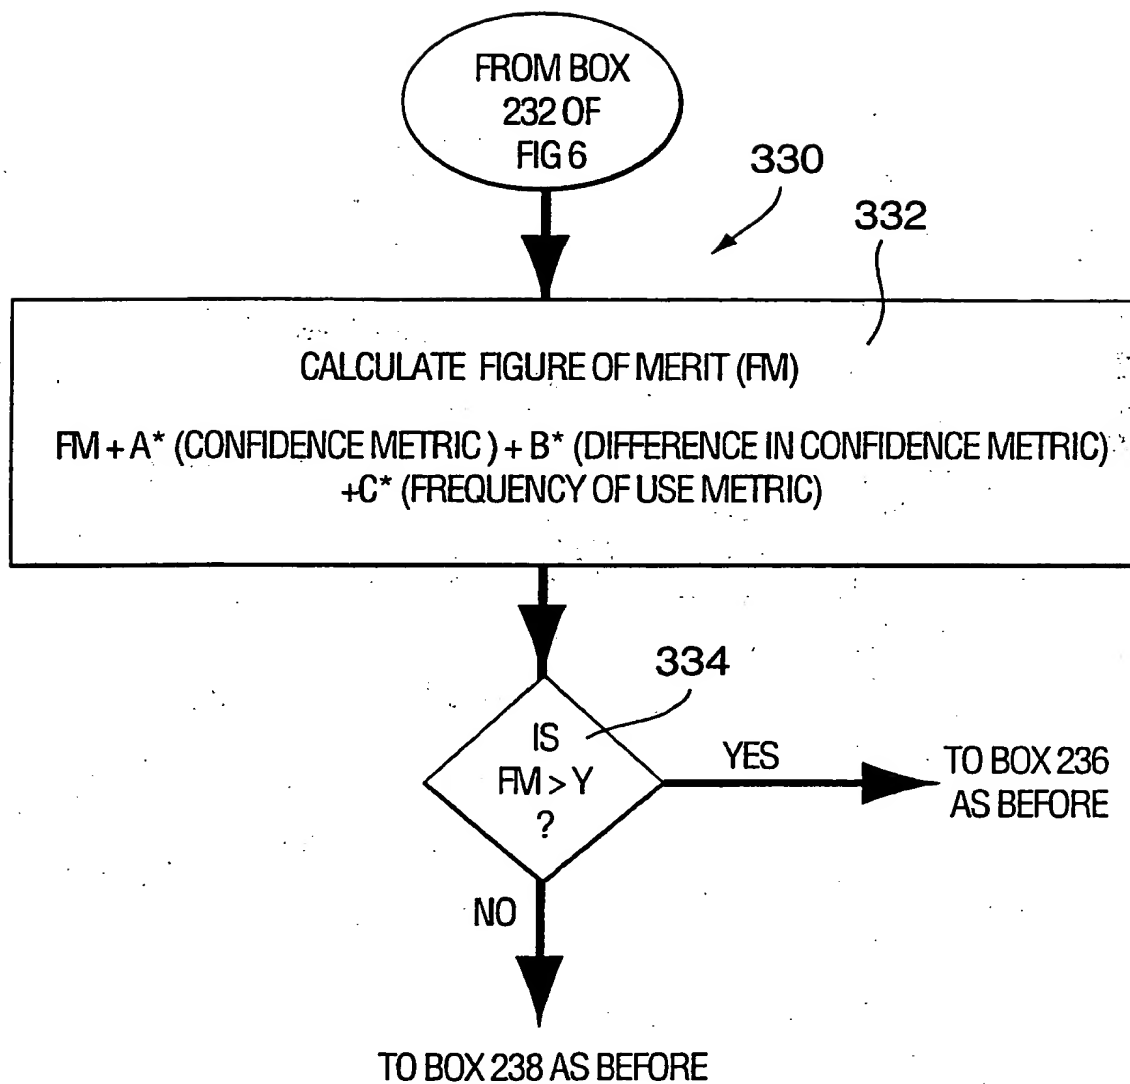 FROM BOX
232 OF
FIG 6
330
332
CALCULATE FIGURE OF MERIT (FM)
FM + A* (CONFIDENCE METRIC ) + B* (DIFFERENCE IN CONFIDENCE METRIC)
+C* (FREQUENCY OF USE METRIC)
334
IS
FM > Y
?
YES
TO BOX 236
AS BEFORE
NO
TO BOX 238 AS BEFORE